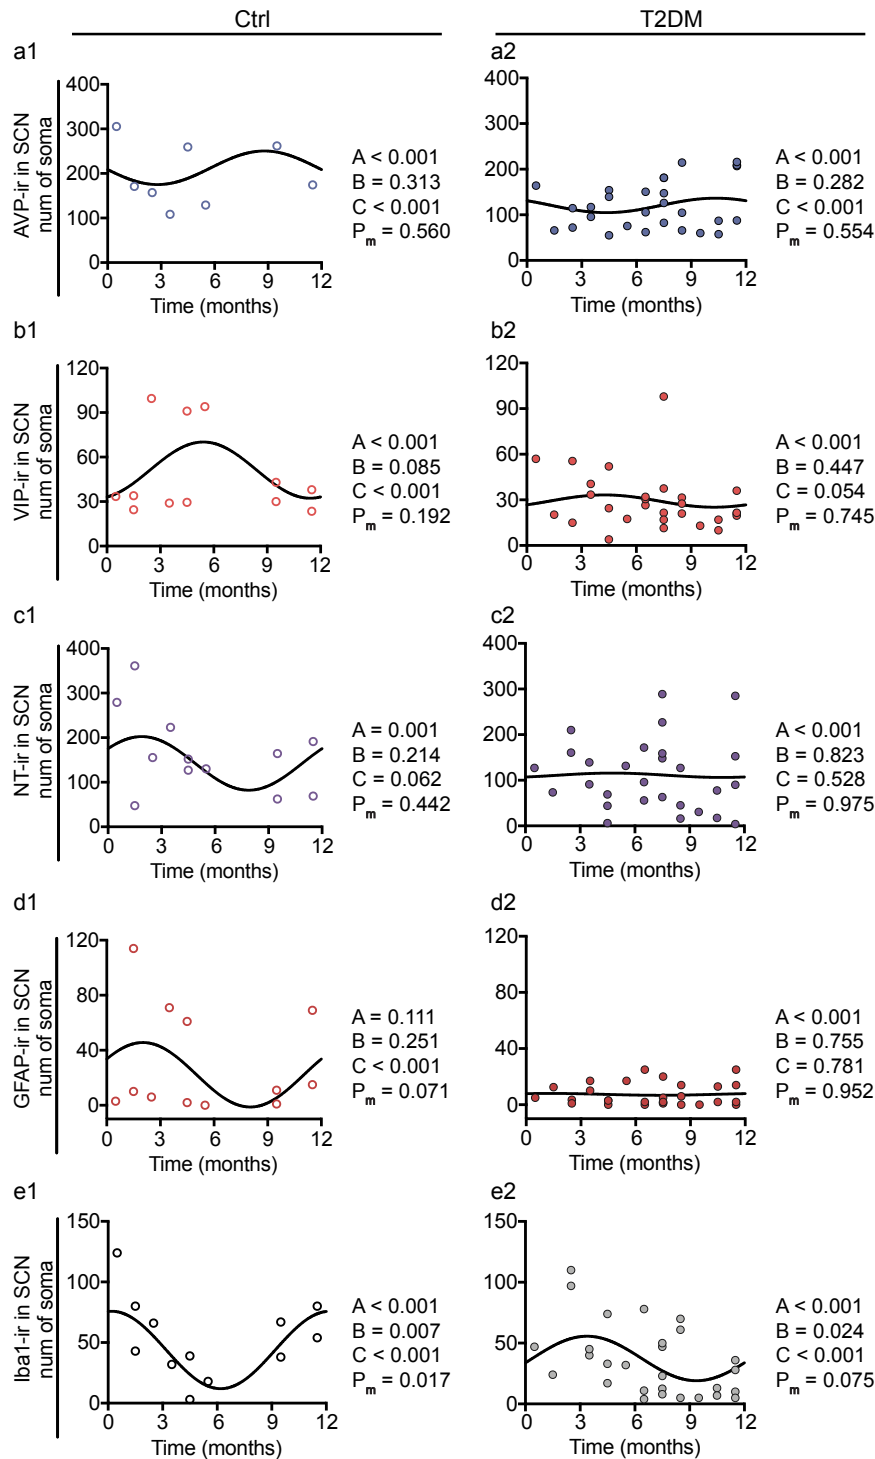 Ctrl
T2DM
a1
AVP-ir in SCN
num of soma
400
300
200
100
0
0 3 6 9 12
Time (months)
A < 0.001
B = 0.313
C < 0.001
Pm = 0.560
a2
400
300
200
100
0
0 3 6 9 12
Time (months)
A < 0.001
B = 0.282
C < 0.001
Pm = 0.554
b1
VIP-ir in SCN
num of soma
120
90
60
30
0
0 3 6 9 12
Time (months)
A < 0.001
B = 0.085
C < 0.001
Pm = 0.192
b2
120
90
60
30
0
0 3 6 9 12
Time (months)
A < 0.001
B = 0.447
C = 0.054
Pm = 0.745
c1
NT-ir in SCN
num of soma
400
300
200
100
0
0 3 6 9 12
Time (months)
A = 0.001
B = 0.214
C = 0.062
Pm = 0.442
c2
400
300
200
100
0
0 3 6 9 12
Time (months)
A < 0.001
B = 0.823
C = 0.528
Pm = 0.975
d1
GFAP-ir in SCN
num of soma
120
80
40
0
0 3 6 9 12
Time (months)
A = 0.111
B = 0.251
C < 0.001
Pm = 0.071
d2
120
80
40
0
0 3 6 9 12
Time (months)
A < 0.001
B = 0.755
C = 0.781
Pm = 0.952
e1
Iba1-ir in SCN
num of soma
150
100
50
0
0 3 6 9 12
Time (months)
A < 0.001
B = 0.007
C < 0.001
Pm = 0.017
e2
150
100
50
0
0 3 6 9 12
Time (months)
A < 0.001
B = 0.024
C < 0.001
Pm = 0.075